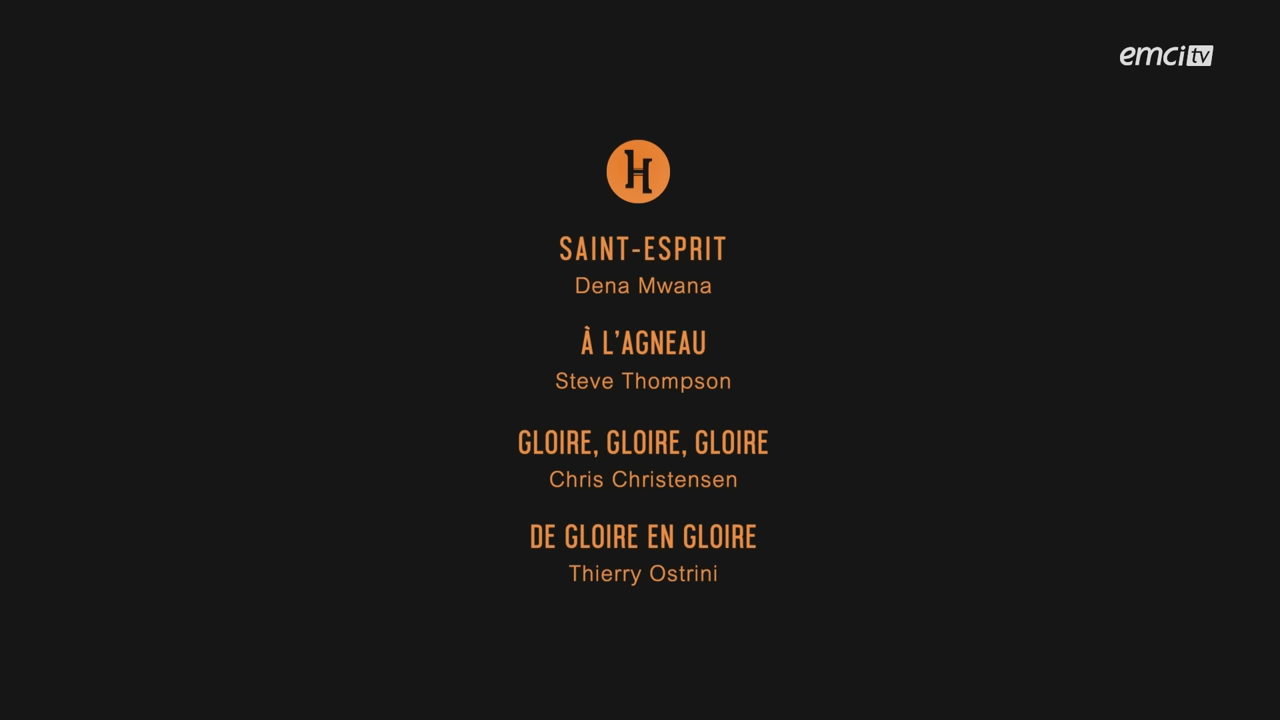 emci tv
H
SAINT-ESPRIT
Dena Mwana
À L’AGNEAU
Steve Thompson
GLOIRE, GLOIRE, GLOIRE
Chris Christensen
DE GLOIRE EN GLOIRE
Thierry Ostrini